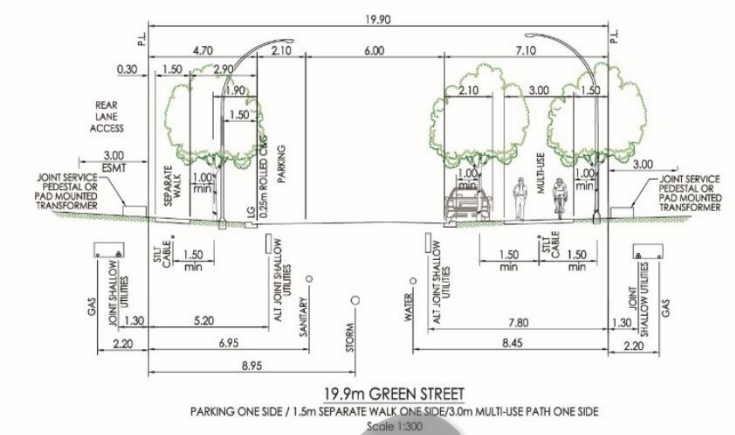 19.90
P.L.
P.L.
4.70
2.10
6.00
7.10
0.30
1.50
2.90
1.90
1.50
2.10
3.00
1.50
REAR
LANE
ACCESS
3.00
ESMT
JOINT SERVICE
PEDESTAL OR
PAD MOUNTED
TRANSFORMER
SEPARATE
WALK
1.00
min
LG
0.25m ROLLED C&G
PARKING
1.00
min
MULTI-USE
1.00
min
3.00
JOINT SERVICE
PEDESTAL OR
PAD MOUNTED
TRANSFORMER
GAS
JOINT SHALLOW
UTILITIES
STLT
CABLE
1.50
min
ALT JOINT SHALLOW
UTILITIES
SANITARY
STORM
WATER
ALT JOINT SHALLOW
UTILITIES
1.50
min
STLT
CABLE
1.50
min
JOINT
SHALLOW UTILITIES
GAS
1.30
5.20
7.80
1.30
2.20
6.95
8.45
2.20
8.95
19.9m GREEN STREET
PARKING ONE SIDE / 1.5m SEPARATE WALK ONE SIDE/3.0m MULTI-USE PATH ONE SIDE
Scale 1:300